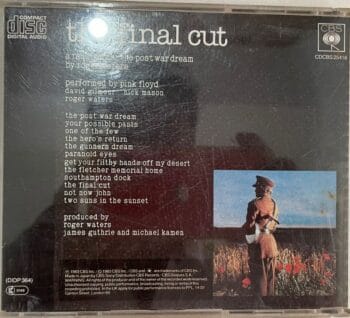 COMPACT
disc
DIGITAL AUDIO
the final cut
CBS
CDCBS 25416
a requiem for the post war dream
by roger waters
performed by pink floyd
david gilmour nick mason
roger waters
the post war dream
your possible pasts
one of the few
the hero's return
the gunners dream
paranoid eyes
get your filthy hands off my desert
the fletcher memorial home
southampton dock
the final cut
not now john
two suns in the sunset
produced by
roger waters
james guthrie and michael kamen
(DIDP 364)